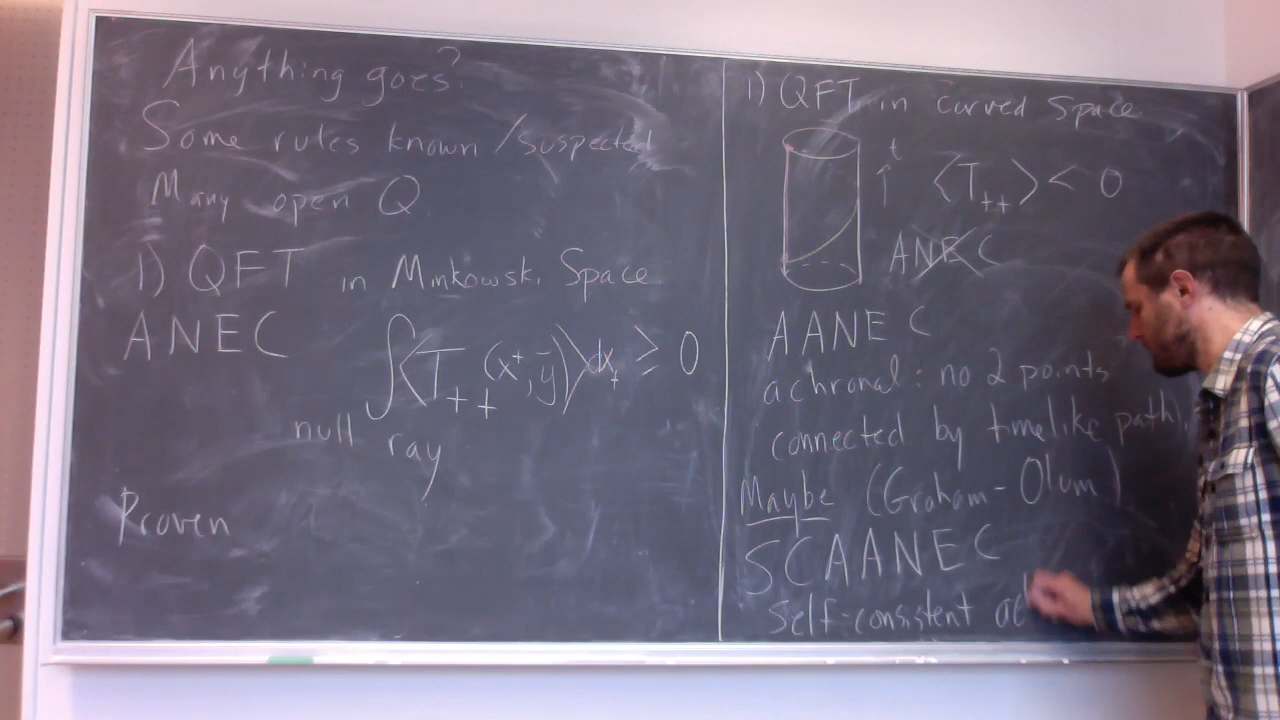 Anything goes?
Some rules known/suspected
Many open Q
1) QFT in Minkowski Space
ANEC ∫⟨T₊₊(x⁺, y̅)⟩dx₊ ≥ 0
null ray
Proven
1) QFT in curved Space
t
↑ ⟨T₊₊⟩ < 0
ANEC
AANEC
achronal: no 2 points
connected by timelike path),
Maybe (Graham-Olum)
SCAANEC
Self-consistent ac